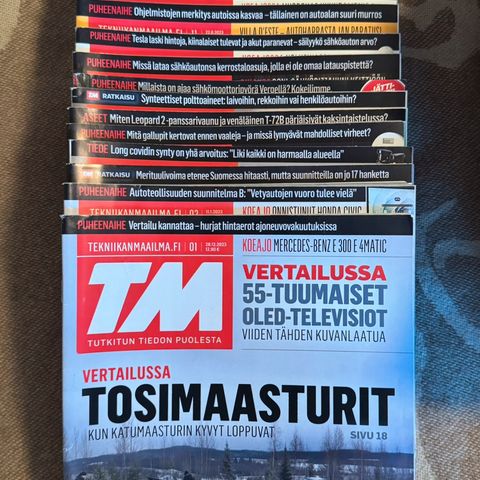 PUHEENAIHE Ohjelmistojen merkitys autoissa kasvaa – tällainen on autoalan suuri murros
PUHEENAIHE Tesla laski hintoja, kiinalaiset tulevat ja akut paranevat – säilyykö sähköauton arvo?
PUHEENAIHE Missä lataa sähköautonsa kerrostaloasuja, jolla ei ole omaa latauspistettä?
PUHEENAIHE Millaista on ajaa sähkömoottoripyörä Vergellä? Kokeilimme
JÄTTI-
TM RATKAISU Synteettiset polttoaineet: laivoihin, rekkoihin vai henkilöautoihin?
ASEET Miten Leopard 2 -panssarivaunu ja venäläinen T-72B pärjäisivät kaksintaistelussa?
PUHEENAIHE Mitä gallupit kertovat ennen vaaleja – ja missä lymyävät mahdolliset virheet?
TIEDE Long covidin synty on yhä arvoitus: "Liki kaikki on harmaalla alueella"
TM RATKAISU Merituulivoima etenee Suomessa hitaasti, mutta suunnitteilla on jo 17 hanketta
PUHEENAIHE Autoteollisuuden suunnitelma B: "Vetyautojen vuoro tulee vielä"
TEKNIIKANMAAILMA.FI 02 KOEAJO ONNISTUNUT HONDA CIVIC
PUHEENAIHE Vertailu kannattaa – hurjat hintaerot ajoneuvovakuutuksissa
TEKNIIKANMAAILMA.FI 01 28.12.2023 12,90 €
KOEAJO MERCEDES-BENZ E 300 E 4MATIC
TM
TUTKITUN TIEDON PUOLESTA
VERTAILUSSA
55-TUUMAISET
OLED-TELEVISIOT
VIIDEN TÄHDEN KUVANLAATUA
VERTAILUSSA
TOSIMAASTURIT
KUN KATUMAASTURIN KYVYT LOPPUVAT
SIVU 18